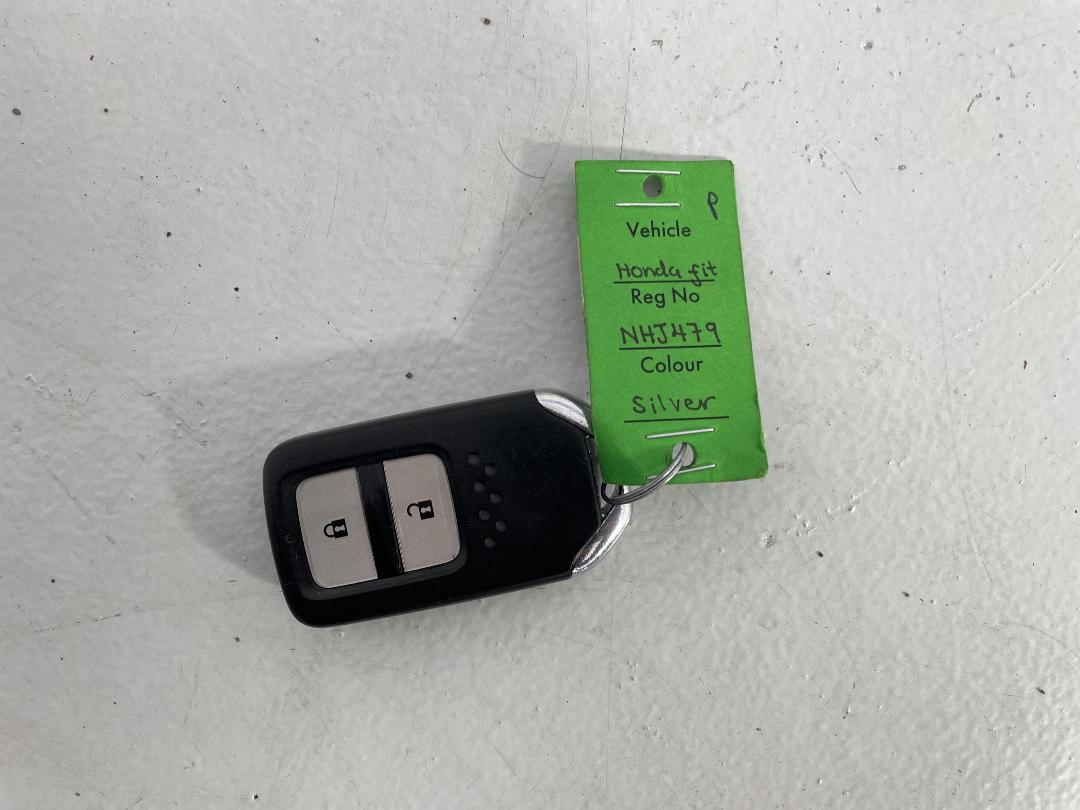 P
Vehicle
Honda fit
Reg No
NHJ479
Colour
Silver